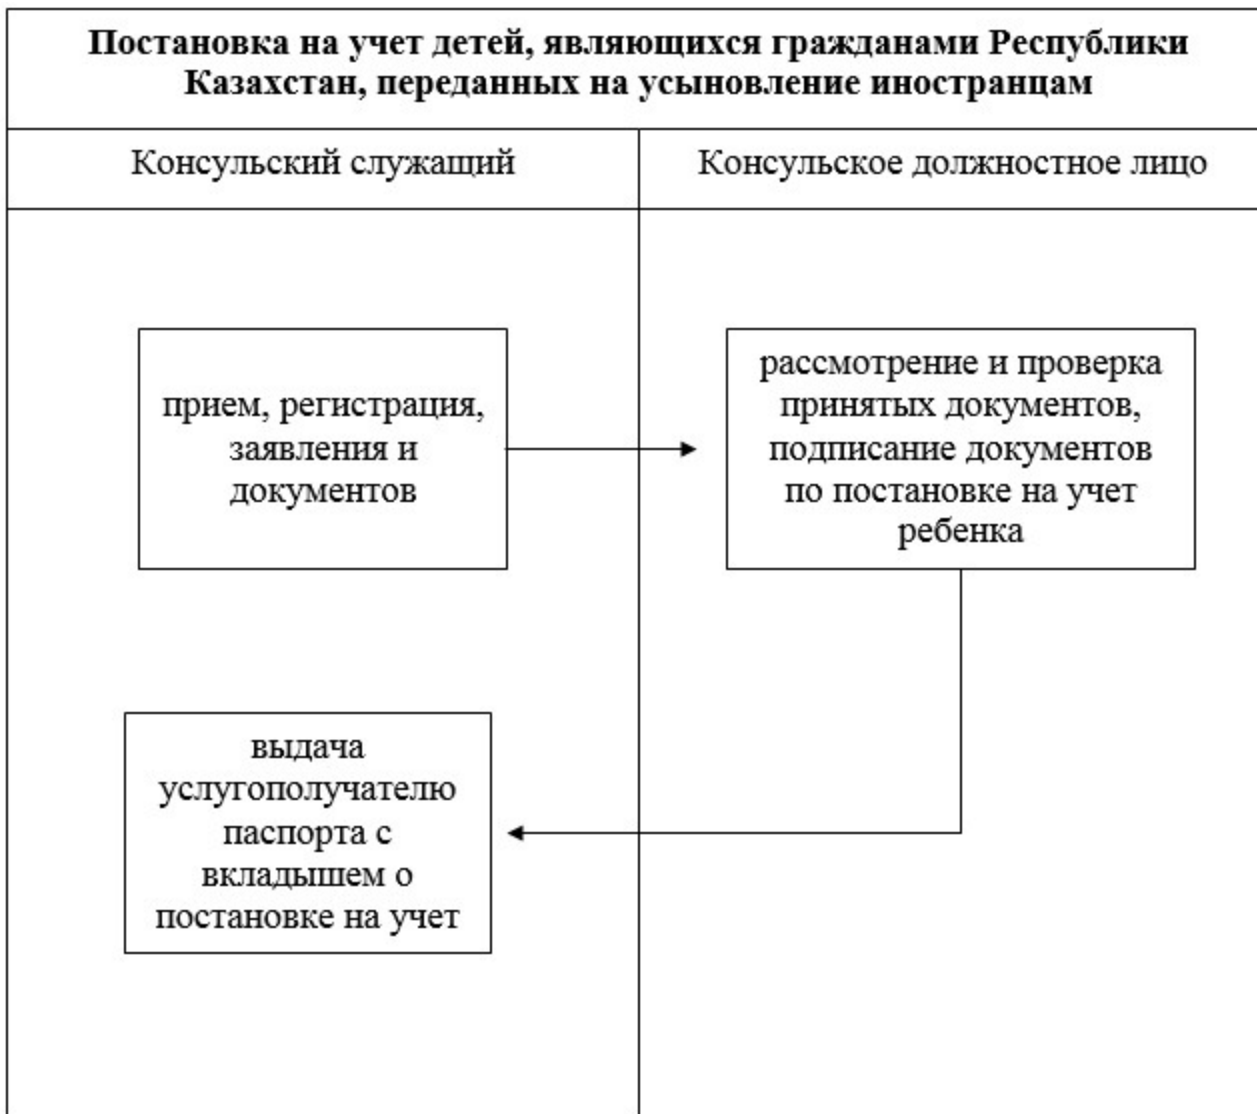 Постановка на учет детей, являющихся гражданами Республики
Казахстан, переданных на усыновление иностранцам
Консульский служащий
Консульское должностное лицо
прием, регистрация,
заявления и
документов
рассмотрение и проверка
принятых документов,
подписание документов
по постановке на учет
ребенка
выдача
услугополучателю
паспорта с
вкладышем о
постановке на учет